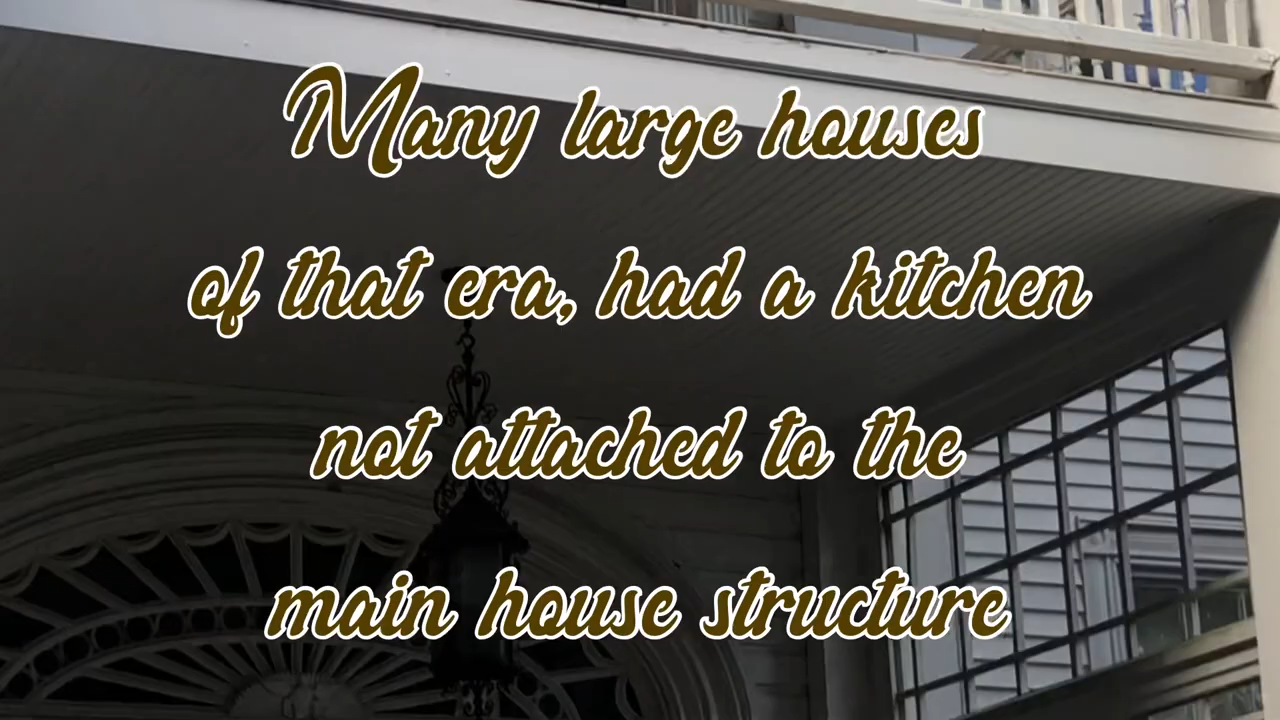 Many large houses
of that era, had a kitchen
not attached to the
main house structure